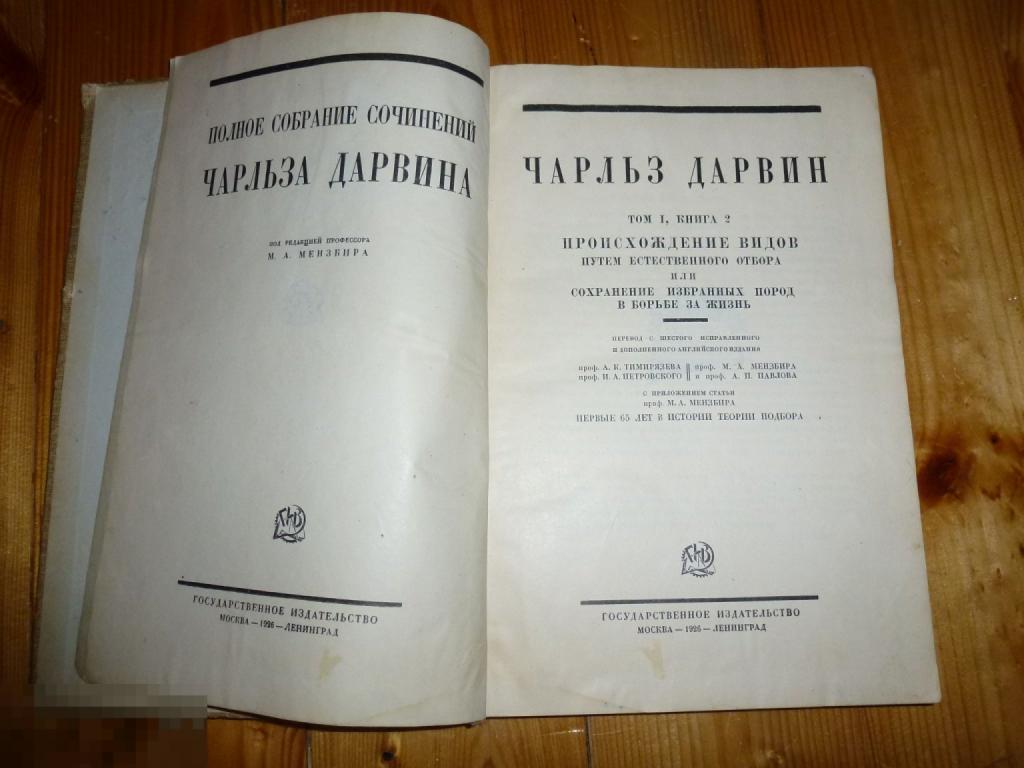 ПОЛНОЕ СОБРАНИЕ СОЧИНЕНИЙ
ЧАРЛЬЗА ДАРВИНА
ПОД РЕДАКЦИЕЙ ПРОФЕССОРА
М. А. МЕНЗБИРА
ГОСУДАРСТВЕННОЕ ИЗДАТЕЛЬСТВО
МОСКВА — 1926 — ЛЕНИНГРАД
ЧАРЛЬЗ ДАРВИН
ТОМ I, КНИГА 2
ПРОИСХОЖДЕНИЕ ВИДОВ
ПУТЕМ ЕСТЕСТВЕННОГО ОТБОРА
ИЛИ
СОХРАНЕНИЕ ИЗБРАННЫХ ПОРОД
В БОРЬБЕ ЗА ЖИЗНЬ
ПЕРЕВОД С ШЕСТОГО ИСПРАВЛЕННОГО
И ДОПОЛНЕННОГО АНГЛИЙСКОГО ИЗДАНИЯ
проф. А. К. ТИМИРЯЗЕВА || проф. М. А. МЕНЗБИРА
проф. И. А. ПЕТРОВСКОГО || и проф. А. П. ПАВЛОВА
С ПРИЛОЖЕНИЕМ СТАТЬИ
проф. М. А. МЕНЗБИРА
ПЕРВЫЕ 65 ЛЕТ В ИСТОРИИ ТЕОРИИ ПОДБОРА
ГОСУДАРСТВЕННОЕ ИЗДАТЕЛЬСТВО
МОСКВА — 1926 — ЛЕНИНГРАД